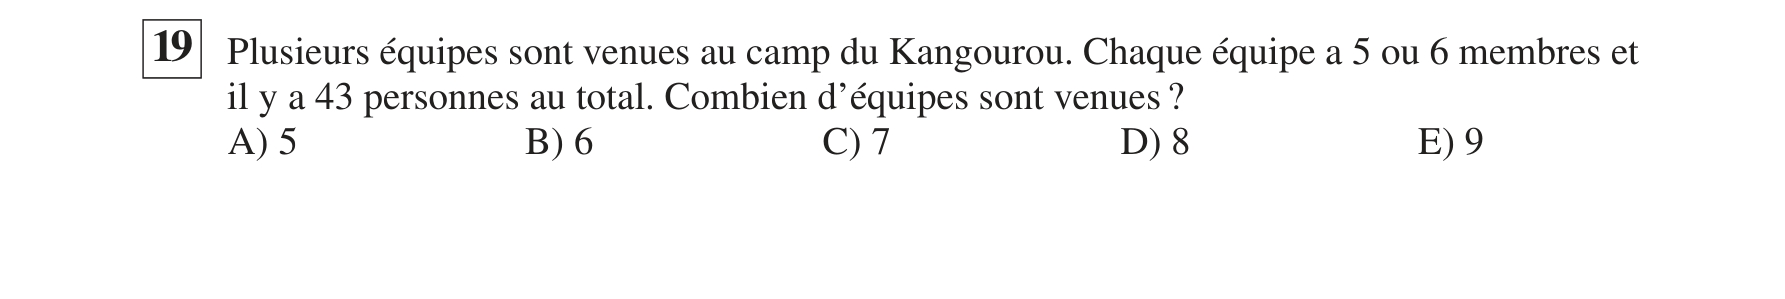 19 Plusieurs équipes sont venues au camp du Kangourou. Chaque équipe a 5 ou 6 membres et
il y a 43 personnes au total. Combien d’équipes sont venues ?
A) 5 B) 6 C) 7 D) 8 E) 9